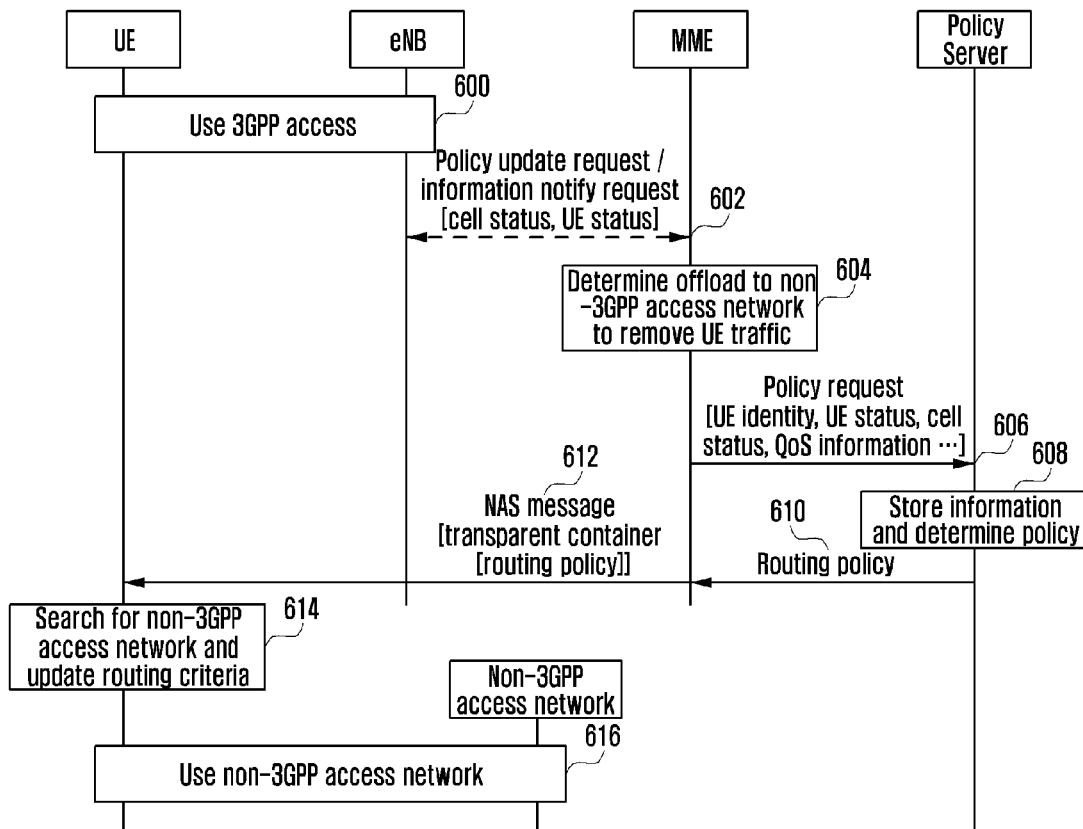 UE
eNB
MME
Policy
Server
600
Use 3GPP access
Policy update request /
information notify request
[cell status, UE status]
602
Determine offload to non
-3GPP access network
to remove UE traffic
604
Policy request
[UE identity, UE status, cell
status, QoS information ⋯]
606
608
Store information
and determine policy
612
NAS message
[transparent container
[routing policy]]
610
Routing policy
Search for non-3GPP
access network and
update routing criteria
614
Non-3GPP
access network
616
Use non-3GPP access network